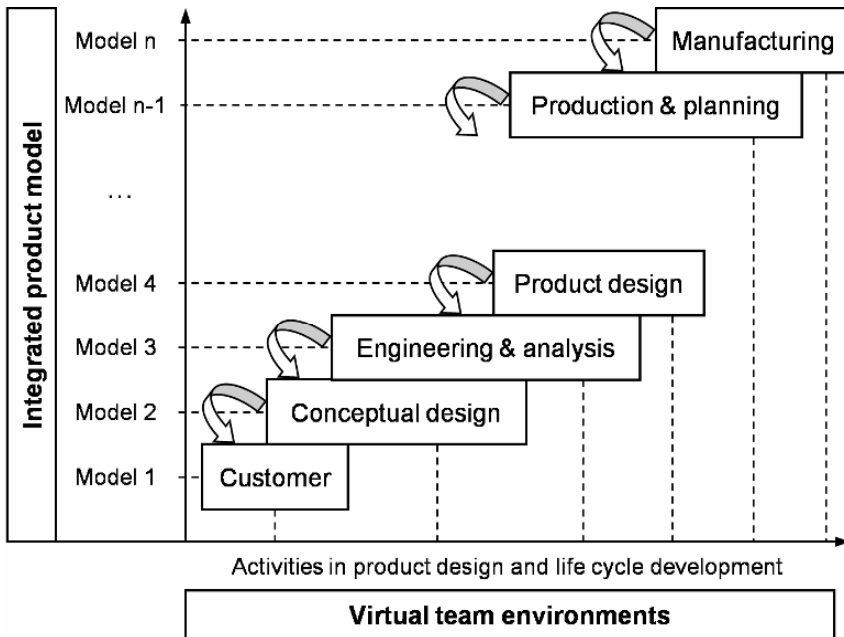 Model n
Manufacturing
Model n-1
Production & planning
...
Integrated product model
Model 4
Product design
Model 3
Engineering & analysis
Model 2
Conceptual design
Model 1
Customer
Activities in product design and life cycle development
Virtual team environments